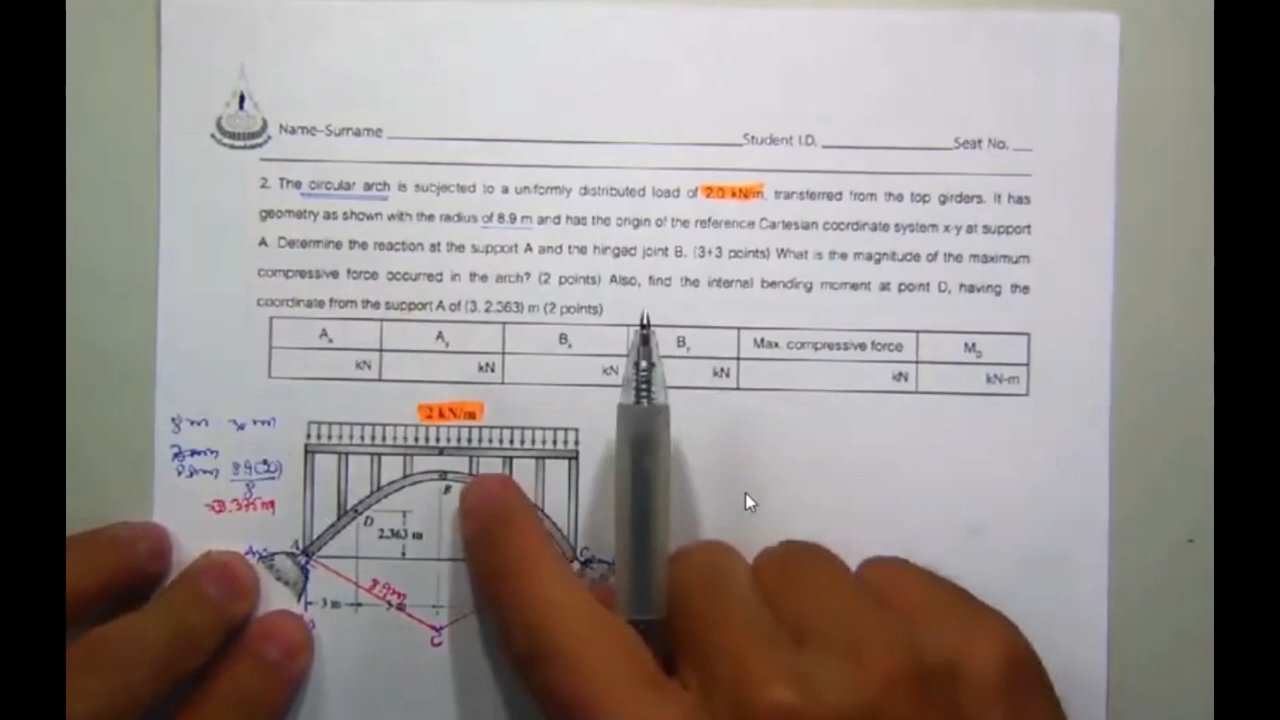 Name-Surname Student I.D. Seat No.
2. The circular arch is subjected to a uniformly distributed load of 2.0 kN/m, transferred from the top girders. It has
geometry as shown with the radius of 8.9 m and has the origin of the reference Cartesian coordinate system x-y at support
A. Determine the reaction at the support A and the hinged joint B. (3+3 points) What is the magnitude of the maximum
compressive force occurred in the arch? (2 points) Also, find the internal bending moment at point D, having the
coordinate from the support A of (3, 2.363) m (2 points)
Ax Ay Bx By Max. compressive force MD
kN kN kN kN kN kN-m
2 kN/m
8m
B
D
2.363 m
A
C
8.9m
3 m
C